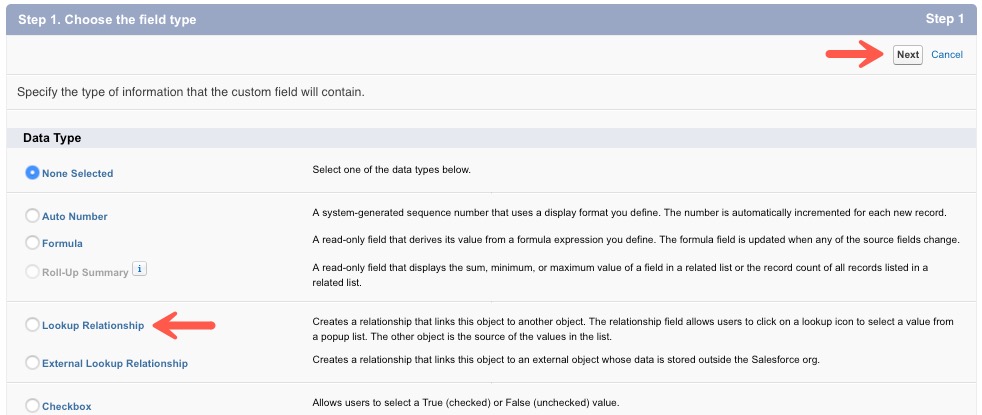 Step 1. Choose the field type Step 1
Next Cancel
Specify the type of information that the custom field will contain.
Data Type
None Selected Select one of the data types below.
Auto Number A system-generated sequence number that uses a display format you define. The number is automatically incremented for each new record.
Formula A read-only field that derives its value from a formula expression you define. The formula field is updated when any of the source fields change.
Roll-Up Summary i A read-only field that displays the sum, minimum, or maximum value of a field in a related list or the record count of all records listed in a
related list.
Lookup Relationship Creates a relationship that links this object to another object. The relationship field allows users to click on a lookup icon to select a value from
a popup list. The other object is the source of the values in the list.
External Lookup Relationship Creates a relationship that links this object to an external object whose data is stored outside the Salesforce org.
Checkbox Allows users to select a True (checked) or False (unchecked) value.